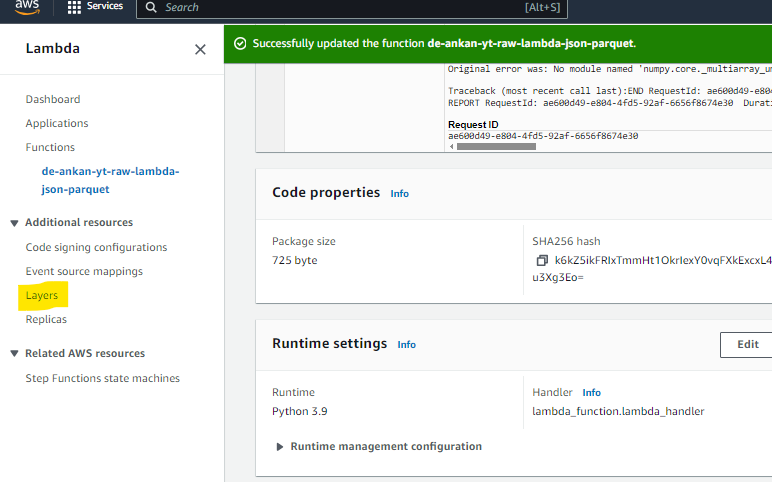 aws
Services
Search
[Alt+S]
Lambda
Successfully updated the function de-ankan-yt-raw-lambda-json-parquet.
Dashboard
Applications
Functions
de-ankan-yt-raw-lambda-
json-parquet
Additional resources
Code signing configurations
Event source mappings
Layers
Replicas
Related AWS resources
Step Functions state machines
Original error was: No module named 'numpy.core._multiarray_um
Traceback (most recent call last):END RequestId: ae600d49-e804-4fd5-92af-6656f8674e30
REPORT RequestId: ae600d49-e804-4fd5-92af-6656f8674e30 Durati
Request ID
ae600d49-e804-4fd5-92af-6656f8674e30
Code properties Info
Package size
725 byte
SHA256 hash
k6kZ5ikFRIxTmmHt1OkrIexY0vqFXkExcxL4
u3Xg3Eo=
Runtime settings Info
Edit
Runtime
Python 3.9
Handler Info
lambda_function.lambda_handler
Runtime management configuration